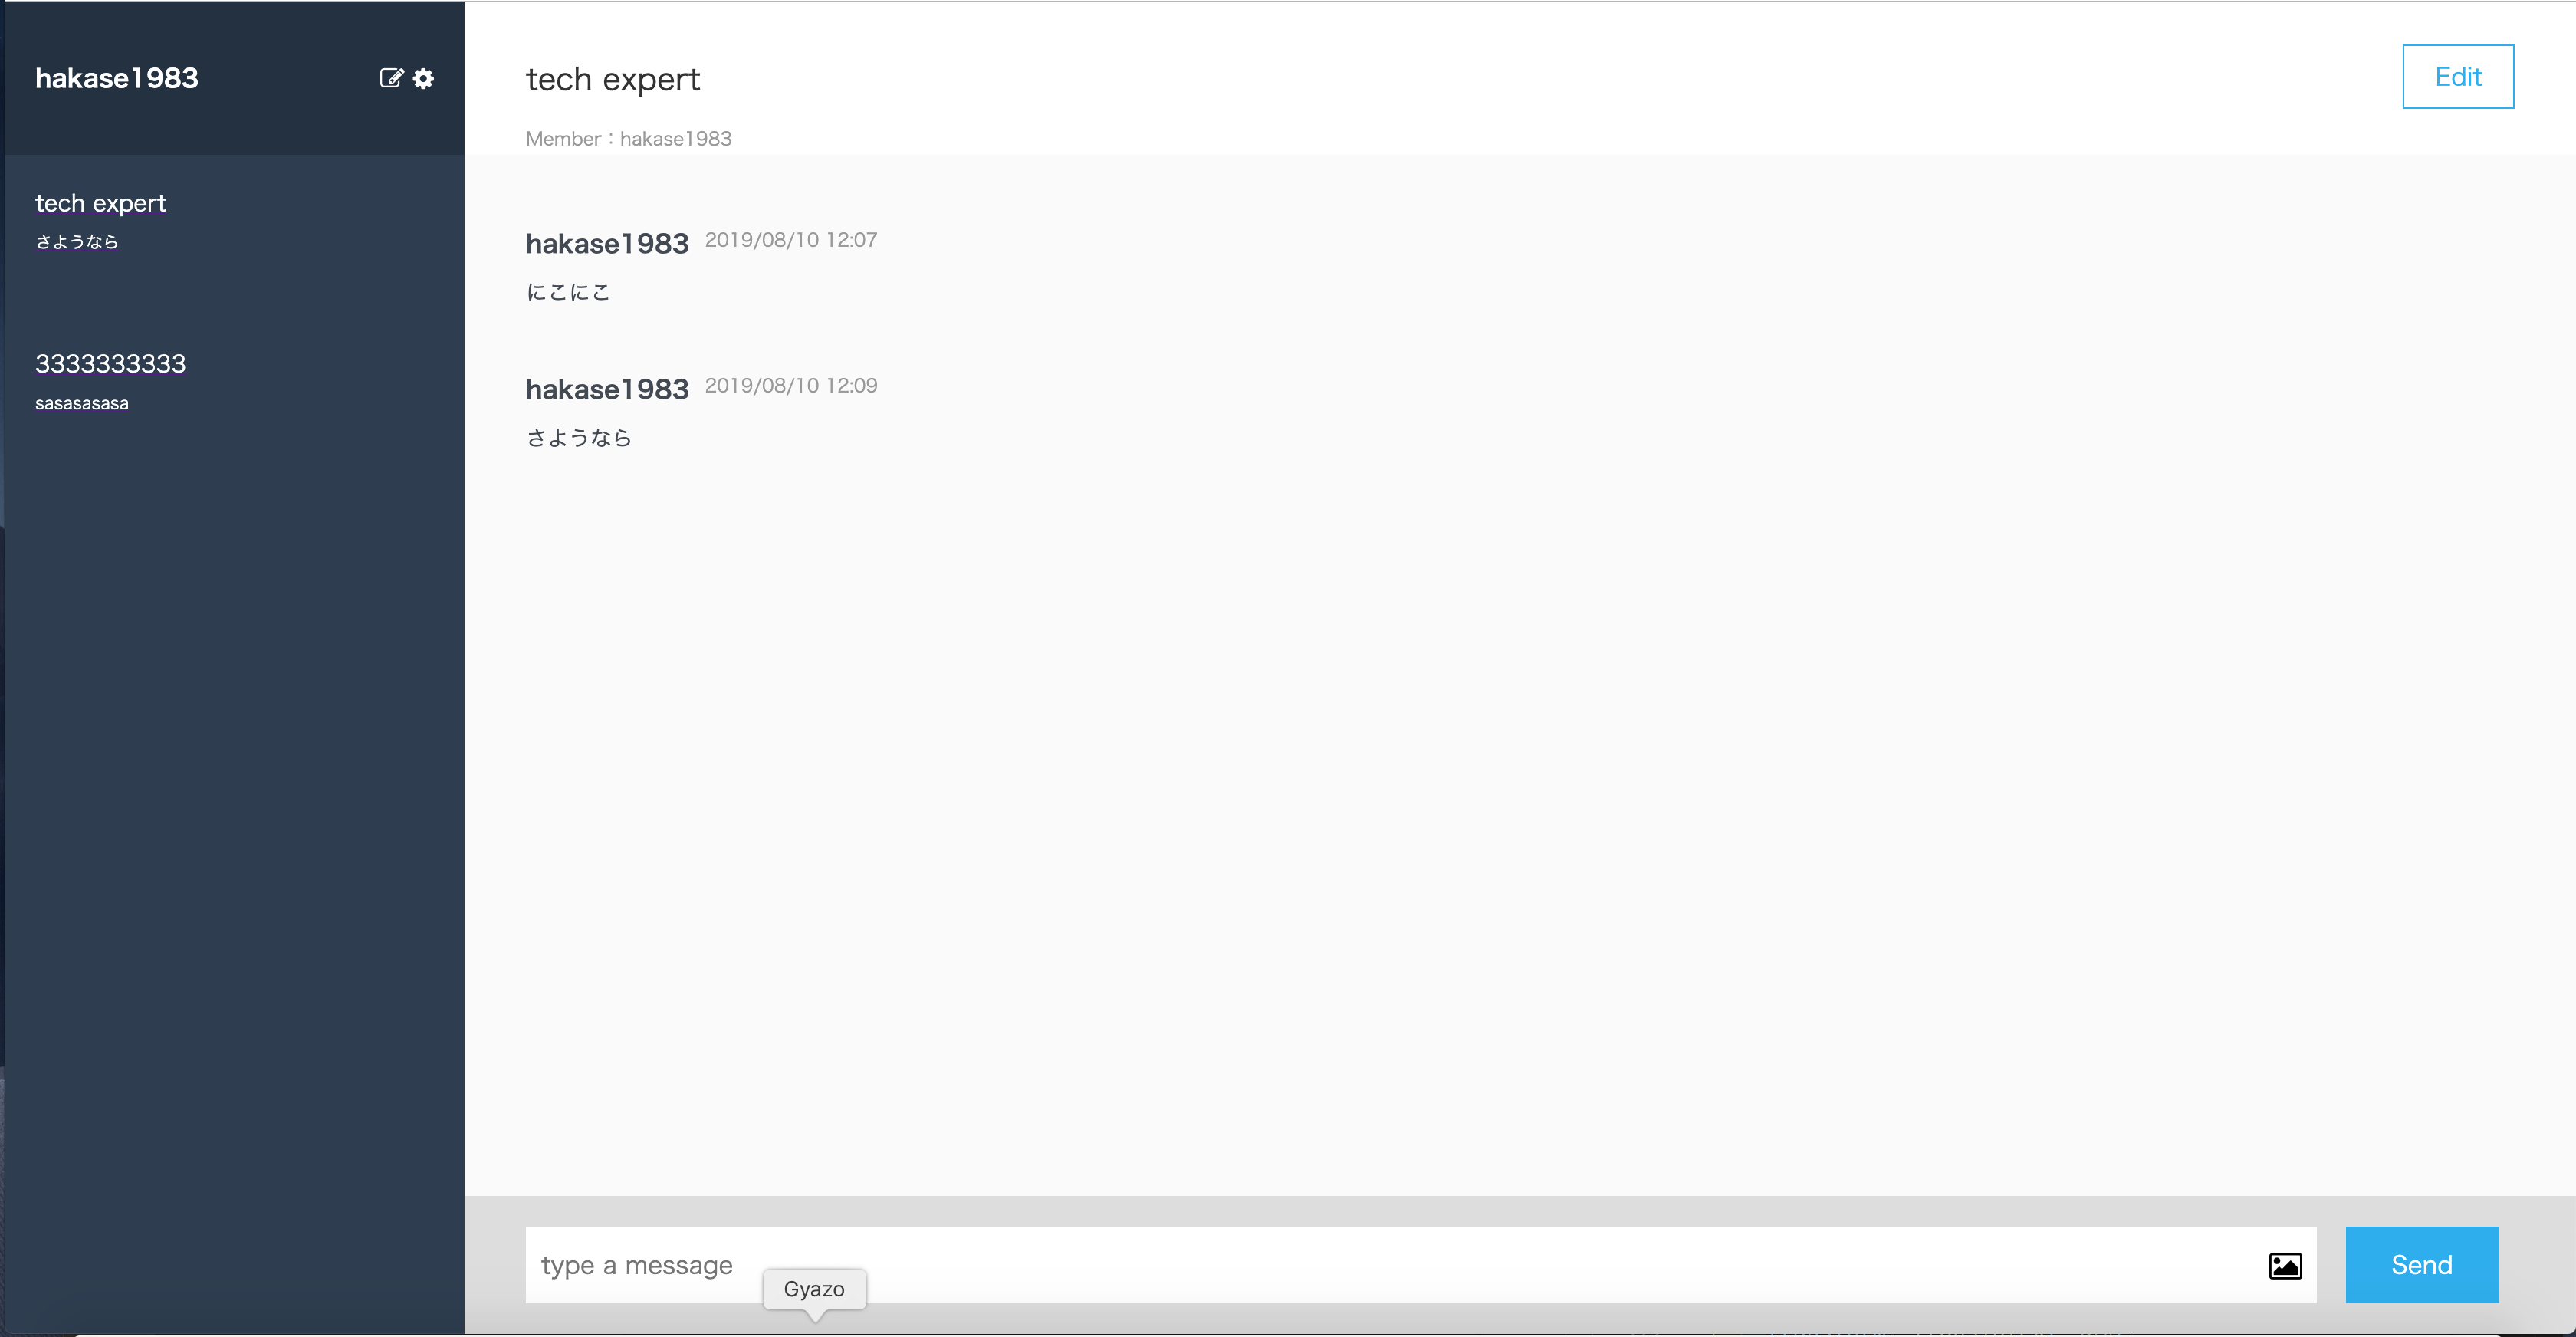 hakase1983
tech expert
さようなら
3333333333
sasasasasa
tech expert
Edit
Member：hakase1983
hakase1983 2019/08/10 12:07
にこにこ
hakase1983 2019/08/10 12:09
さようなら
type a message
Send
Gyazo